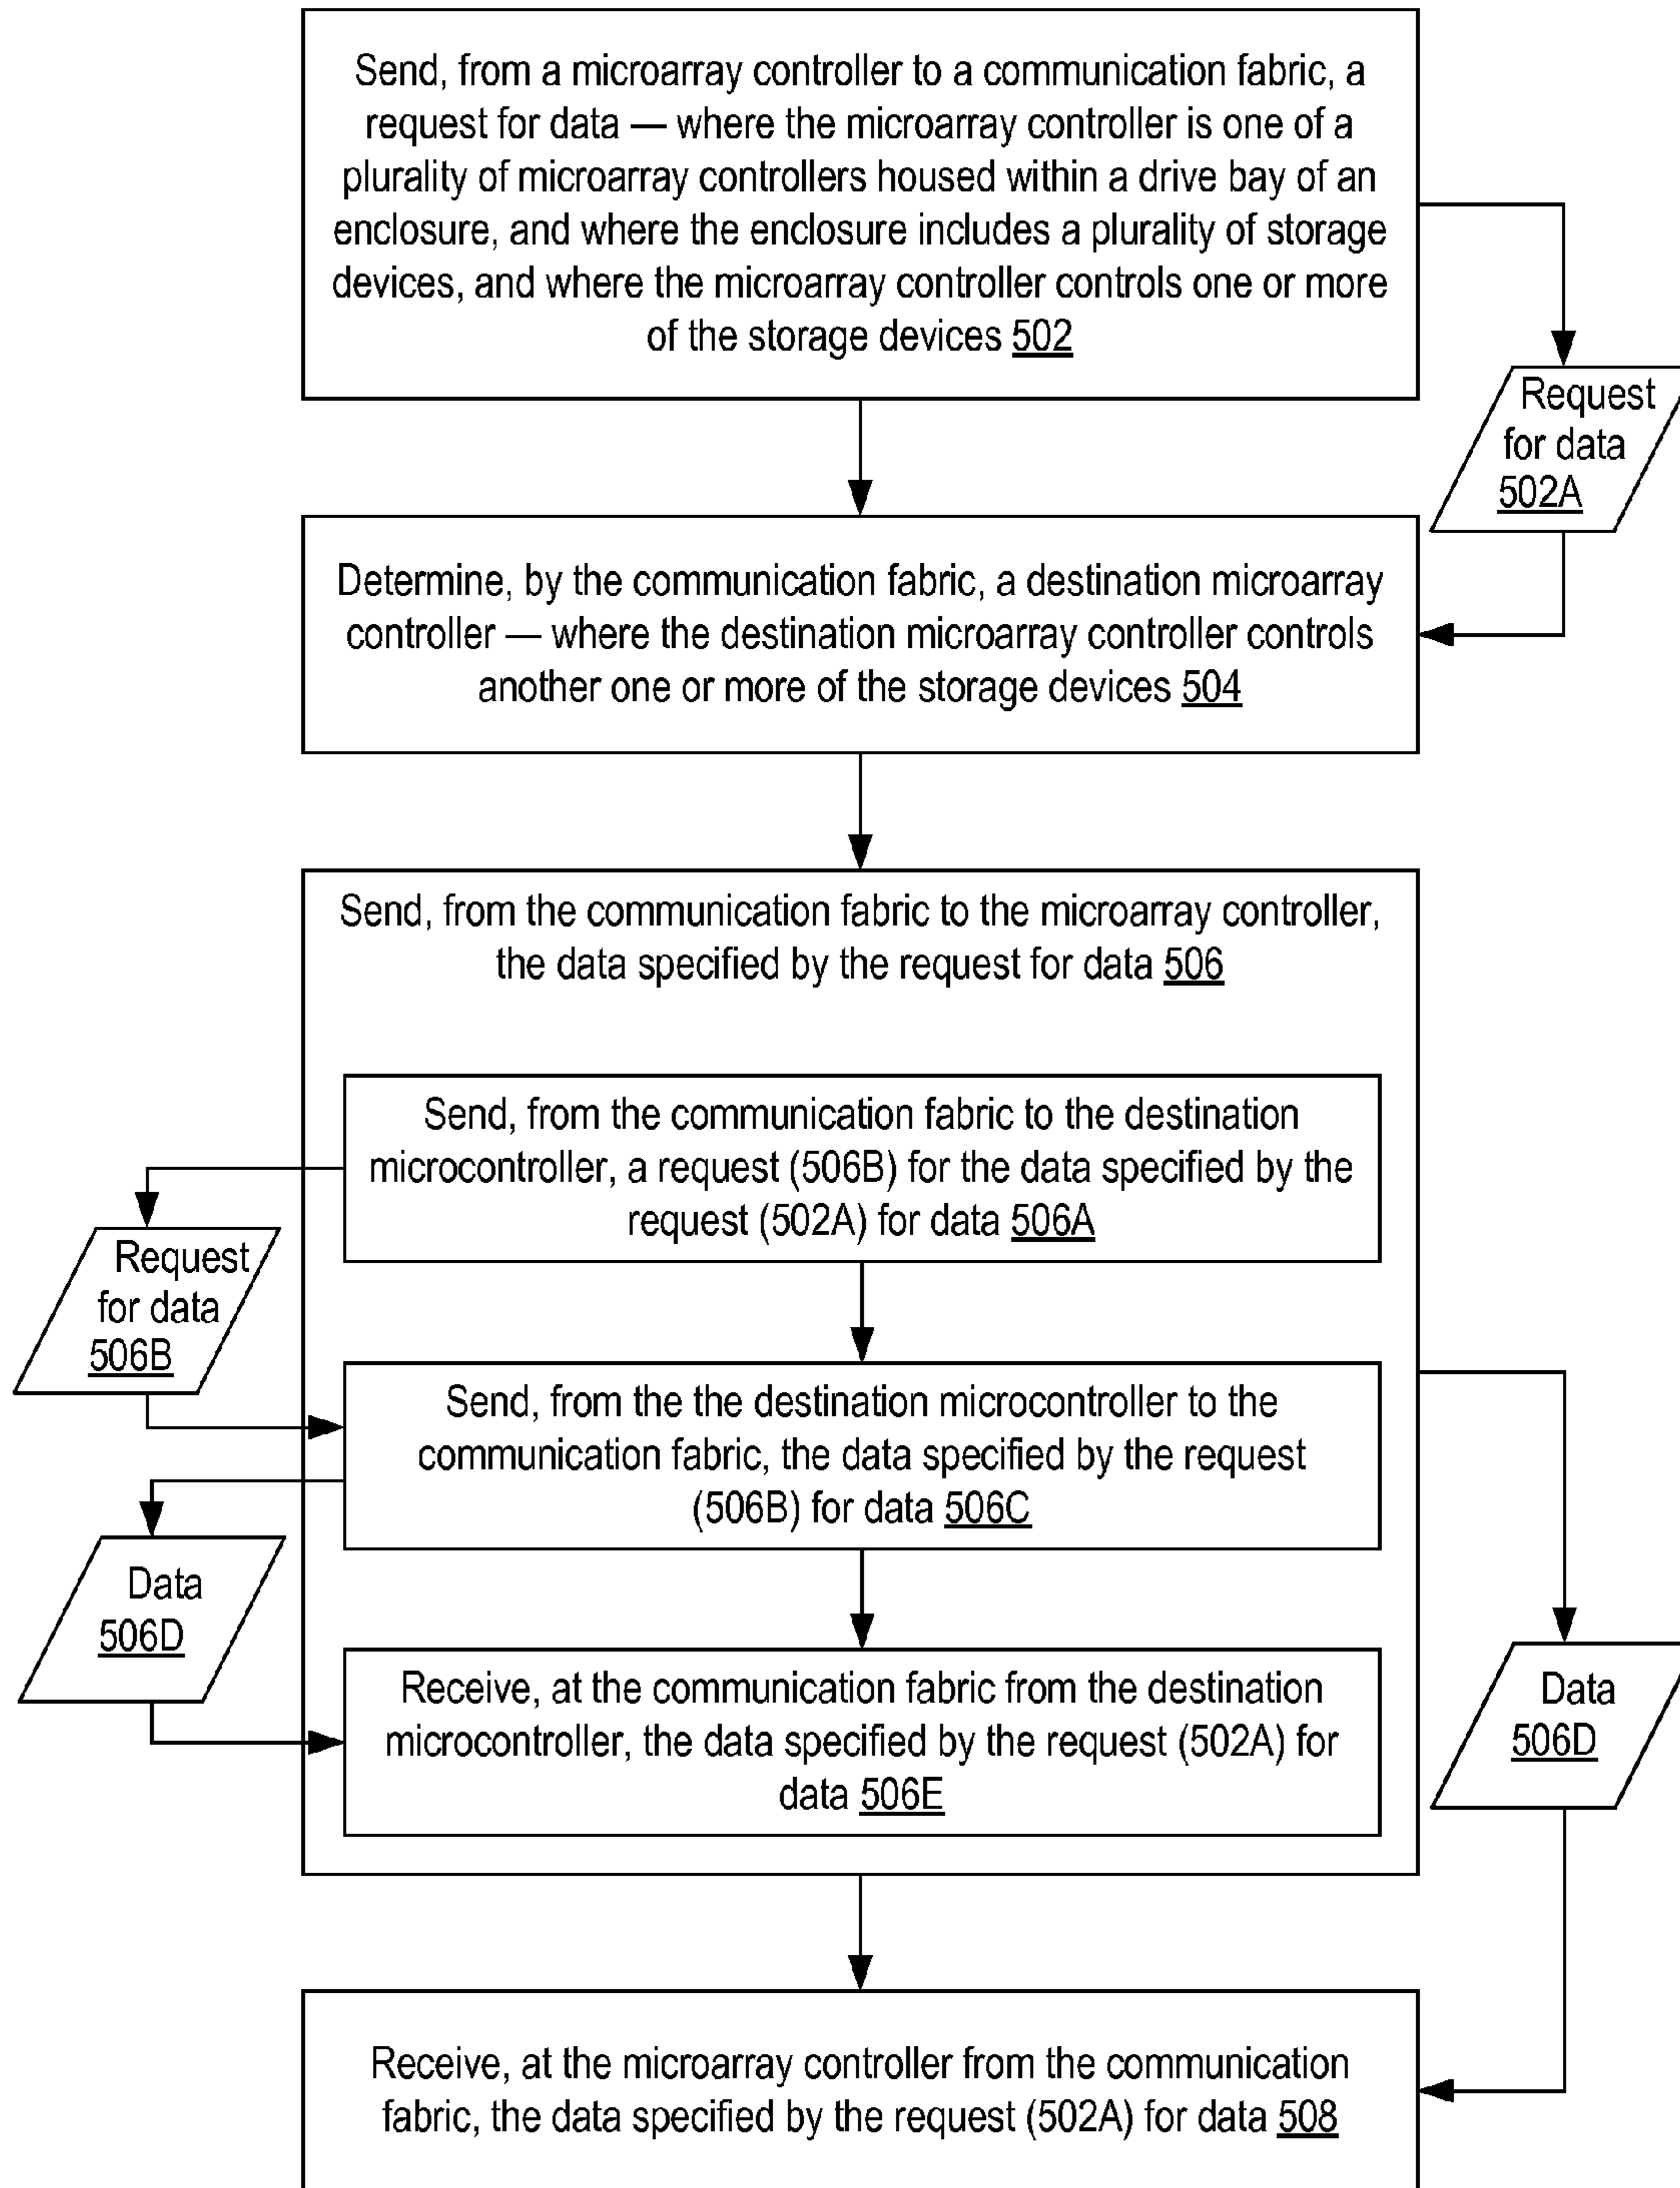 Send, from a microarray controller to a communication fabric, a
request for data — where the microarray controller is one of a
plurality of microarray controllers housed within a drive bay of an
enclosure, and where the enclosure includes a plurality of storage
devices, and where the microarray controller controls one or more
of the storage devices 502
Request
for data
502A
Determine, by the communication fabric, a destination microarray
controller — where the destination microarray controller controls
another one or more of the storage devices 504
Send, from the communication fabric to the microarray controller,
the data specified by the request for data 506
Send, from the communication fabric to the destination
microcontroller, a request (506B) for the data specified by the
request (502A) for data 506A
Request
for data
506B
Send, from the the destination microcontroller to the
communication fabric, the data specified by the request
(506B) for data 506C
Data
506D
Receive, at the communication fabric from the destination
microcontroller, the data specified by the request (502A) for
data 506E
Data
506D
Receive, at the microarray controller from the communication
fabric, the data specified by the request (502A) for data 508